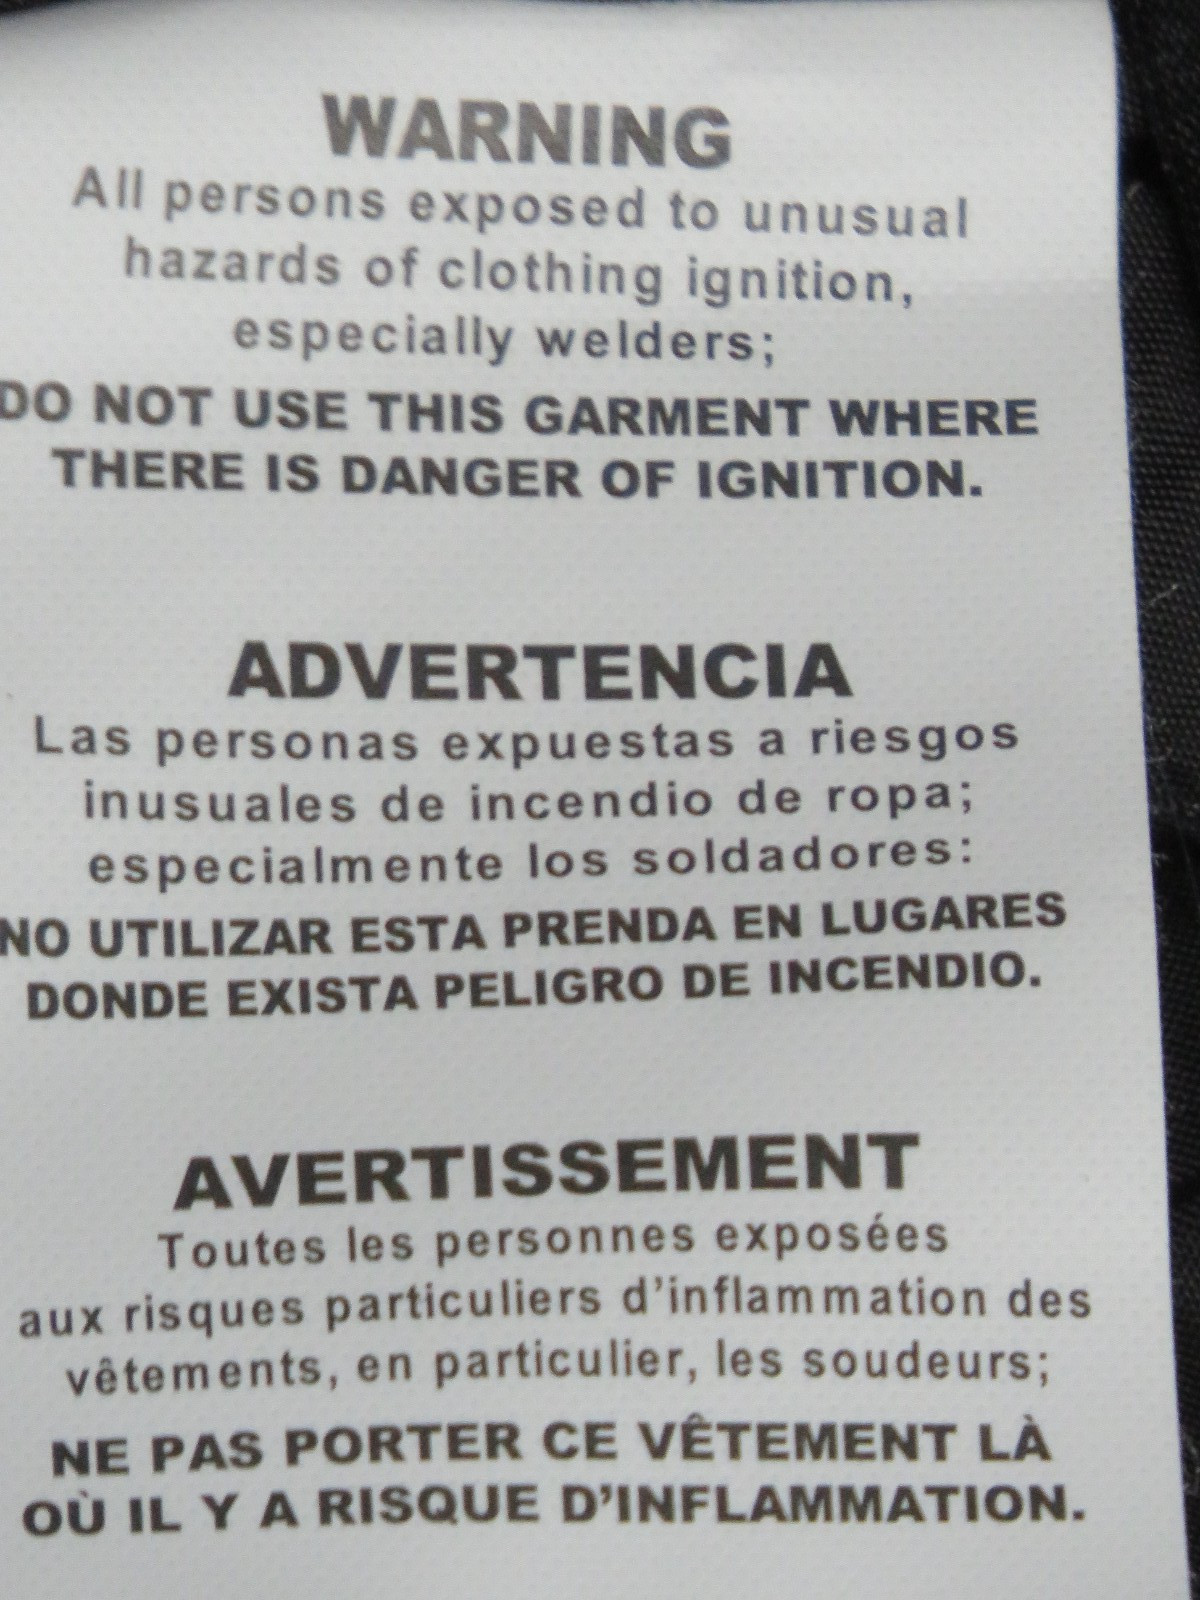 WARNING
All persons exposed to unusual
hazards of clothing ignition,
especially welders;
DO NOT USE THIS GARMENT WHERE
THERE IS DANGER OF IGNITION.
ADVERTENCIA
Las personas expuestas a riesgos
inusuales de incendio de ropa;
especialmente los soldadores:
NO UTILIZAR ESTA PRENDA EN LUGARES
DONDE EXISTA PELIGRO DE INCENDIO.
AVERTISSEMENT
Toutes les personnes exposées
aux risques particuliers d'inflammation des
vêtements, en particulier, les soudeurs;
NE PAS PORTER CE VÊTEMENT LÀ
OÙ IL Y A RISQUE D'INFLAMMATION.